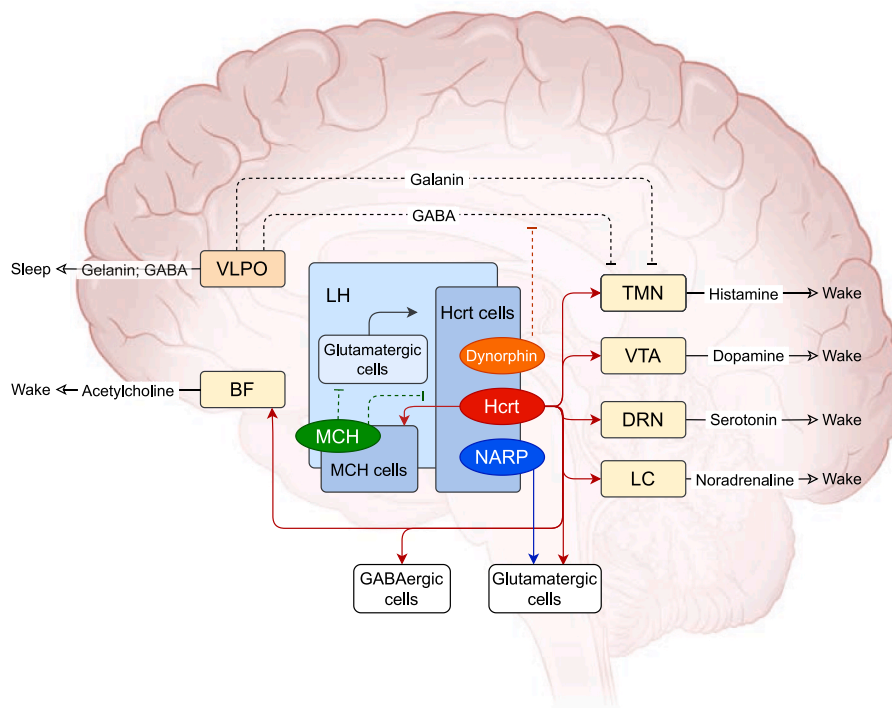 Galanin
GABA
Sleep
Gelanin; GABA
VLPO
LH
Hcrt cells
TMN
Histamine
Wake
Glutamatergic
cells
Dynorphin
VTA
Dopamine
Wake
Wake
Acetylcholine
BF
Hcrt
DRN
Serotonin
Wake
MCH
MCH cells
NARP
LC
Noradrenaline
Wake
GABAergic
cells
Glutamatergic
cells